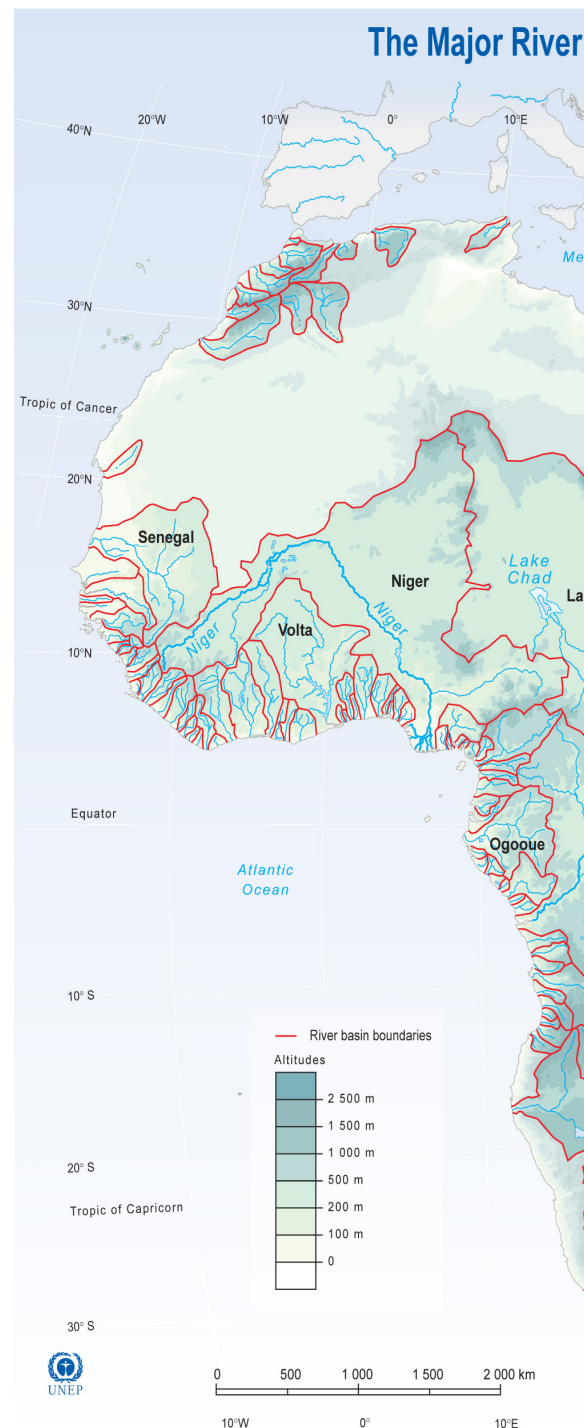 The Major River
20°W
10°W
0°
10°E
40°N
Me
30°N
Tropic of Cancer
20°N
Senegal
Lake
Chad
Niger
La
Niger
Niger
Volta
10°N
Equator
Ogooue
Atlantic
Ocean
10° S
River basin boundaries
Altitudes
2 500 m
1 500 m
1 000 m
500 m
200 m
100 m
0
20° S
Tropic of Capricorn
30° S
UNEP
0 500 1 000 1 500 2 000 km
10°W
0°
10°E